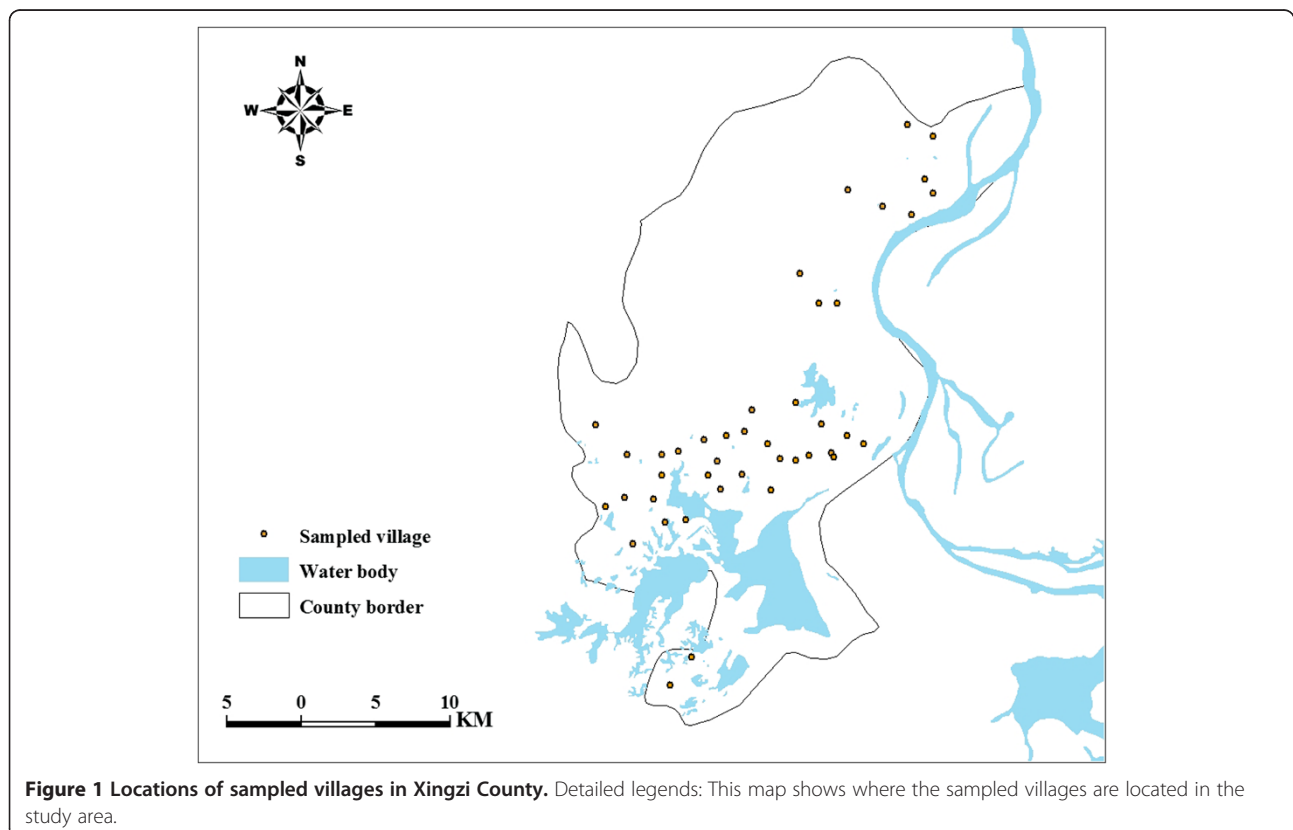 N
W E
S
Sampled village
Water body
County border
5 0 5 10
KM
Figure 1 Locations of sampled villages in Xingzi County. Detailed legends: This map shows where the sampled villages are located in the
study area.